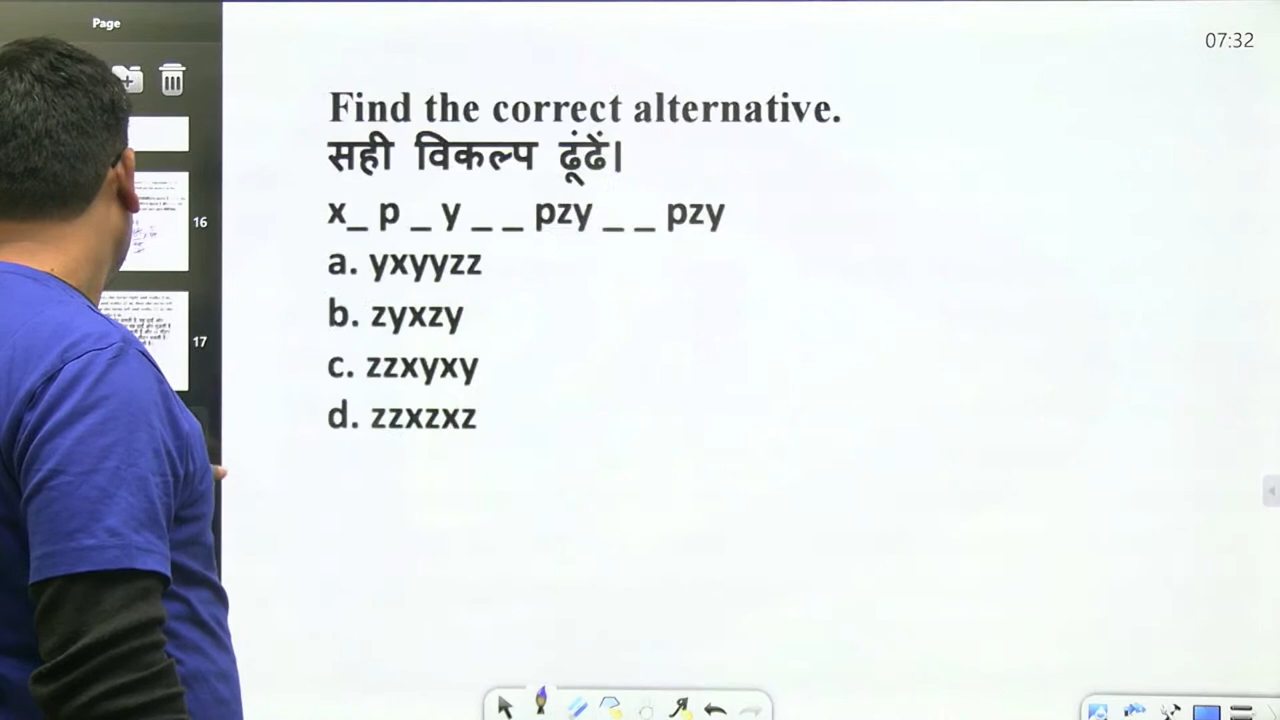 Page
07:32
Find the correct alternative.
सही विकल्प ढूंढें।
x_ p _ y _ _ pzy _ _ pzy
a. yxyyzz
b. zyxzy
c. zzxyxy
d. zzxzxz
16
17